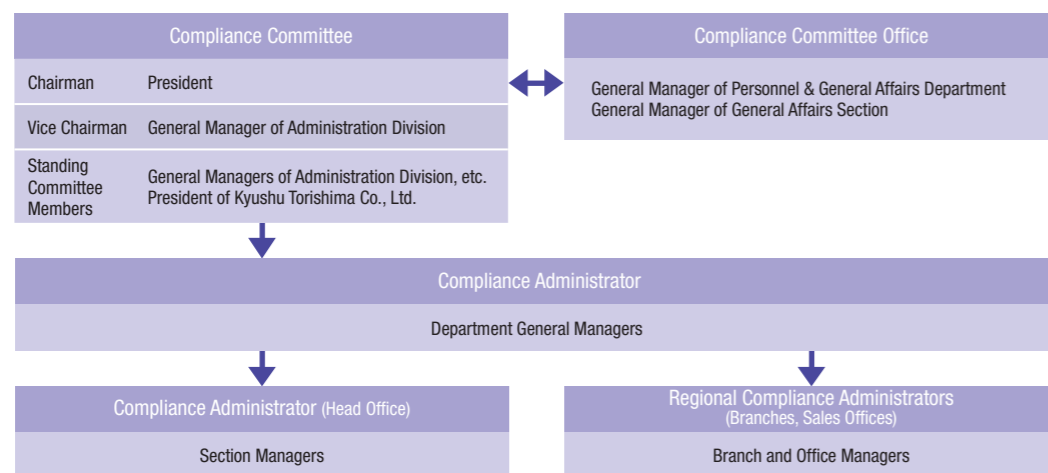 Compliance Committee
Chairman President
Vice Chairman General Manager of Administration Division
Standing
Committee
Members
General Managers of Administration Division, etc.
President of Kyushu Torishima Co., Ltd.
Compliance Committee Office
General Manager of Personnel & General Affairs Department
General Manager of General Affairs Section
Compliance Administrator
Department General Managers
Compliance Administrator (Head Office)
Section Managers
Regional Compliance Administrators
(Branches, Sales Offices)
Branch and Office Managers